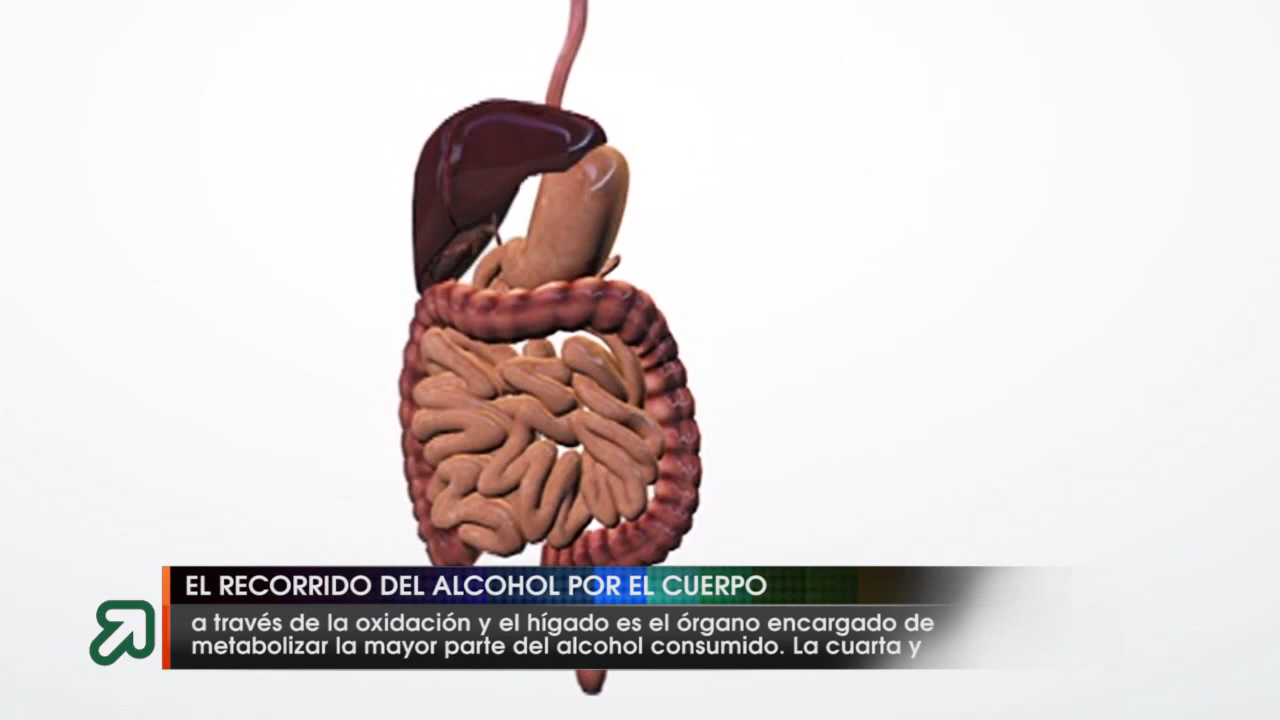 EL RECORRIDO DEL ALCOHOL POR EL CUERPO
a través de la oxidación y el hígado es el órgano encargado de
metabolizar la mayor parte del alcohol consumido. La cuarta y